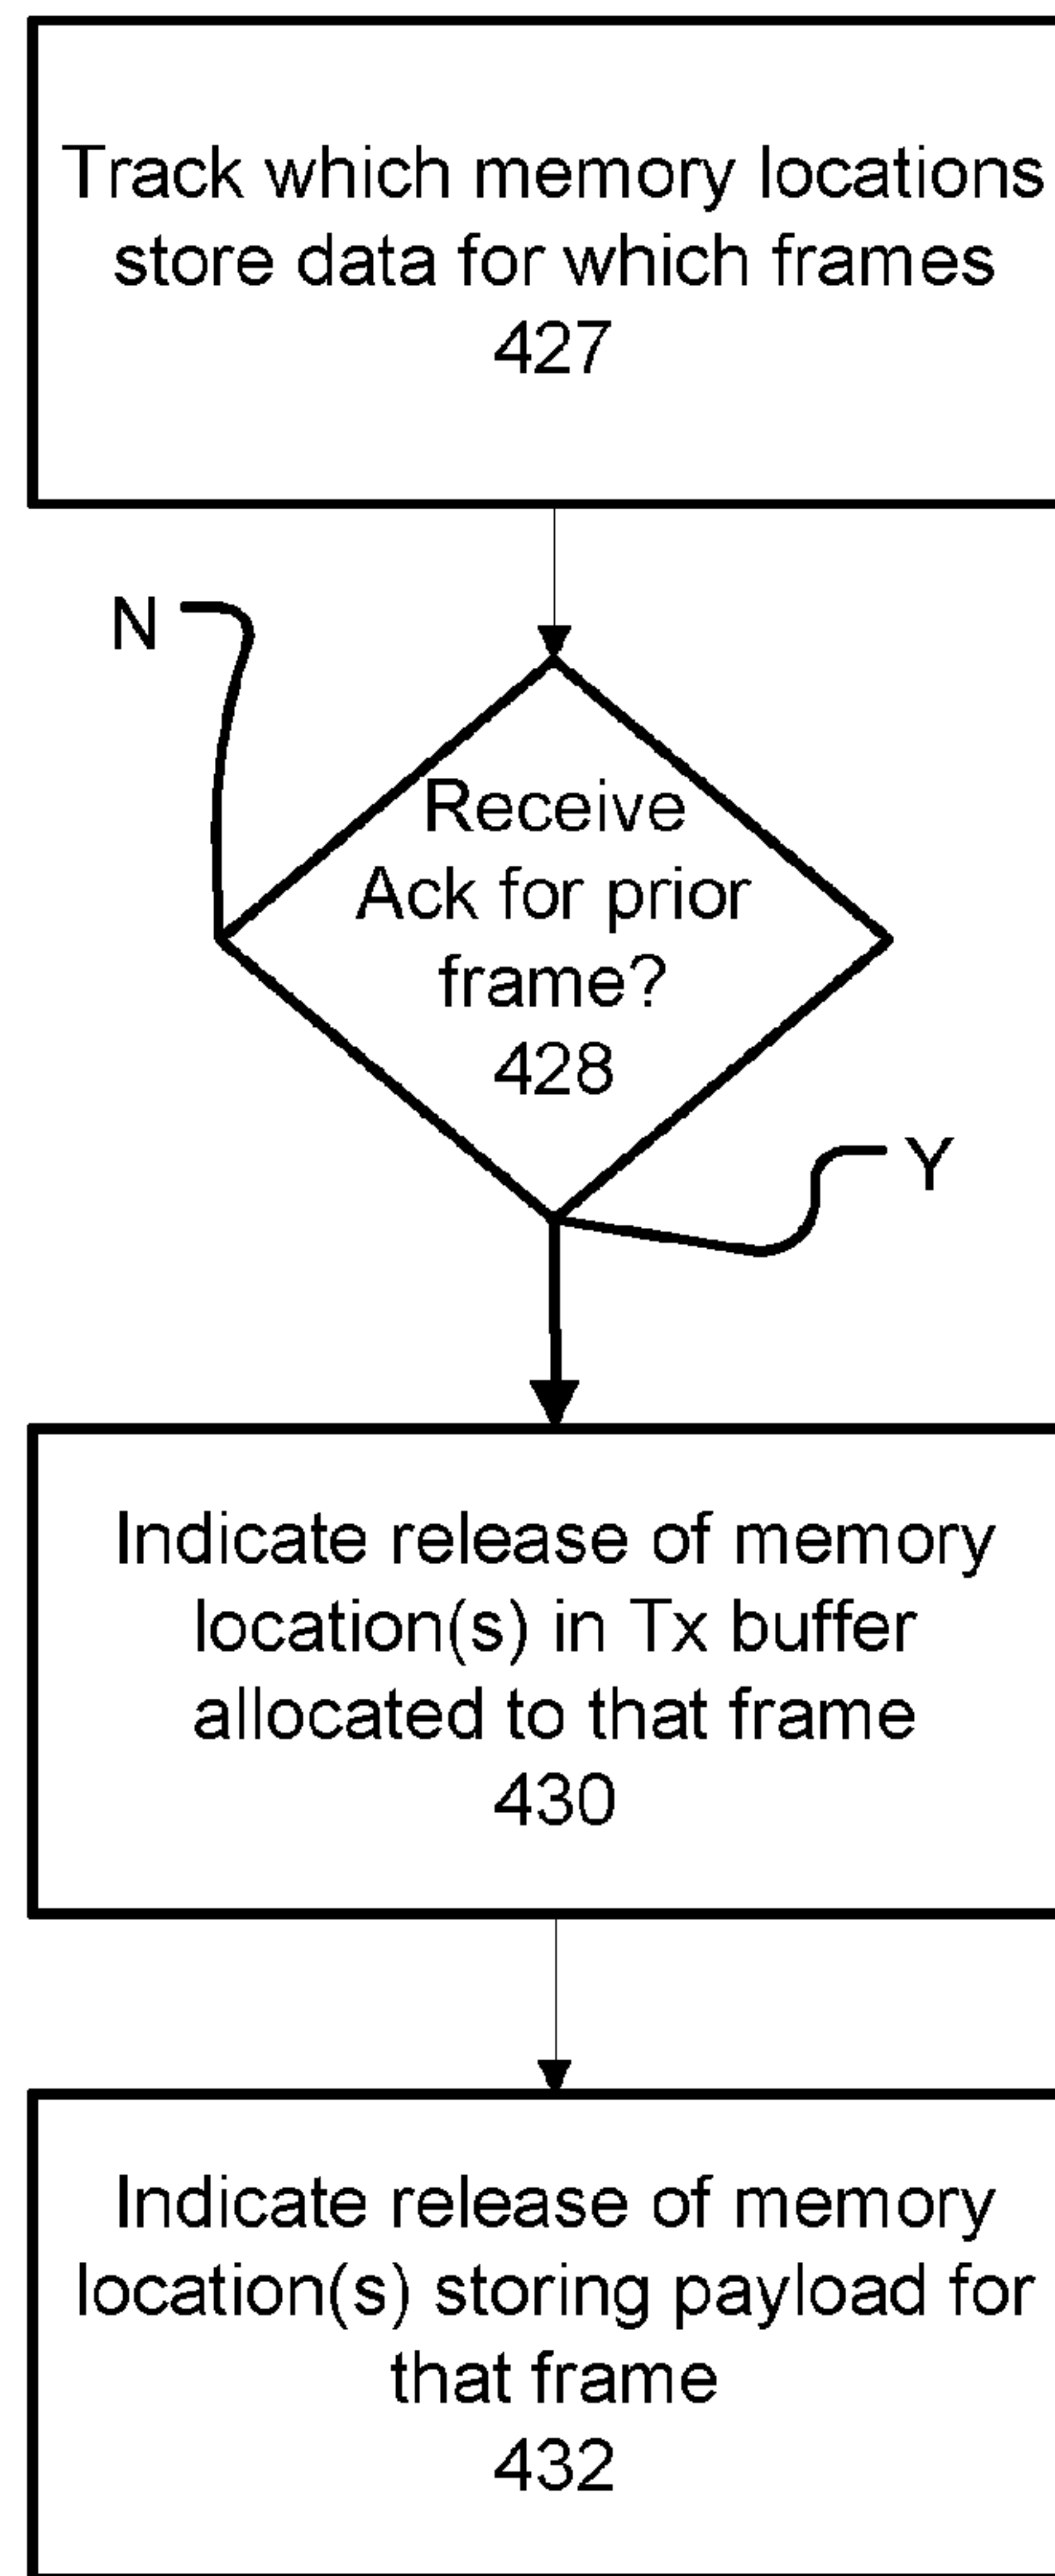 Track which memory locations
store data for which frames
427
N
Receive
Ack for prior
frame?
428
Y
Indicate release of memory
location(s) in Tx buffer
allocated to that frame
430
Indicate release of memory
location(s) storing payload for
that frame
432